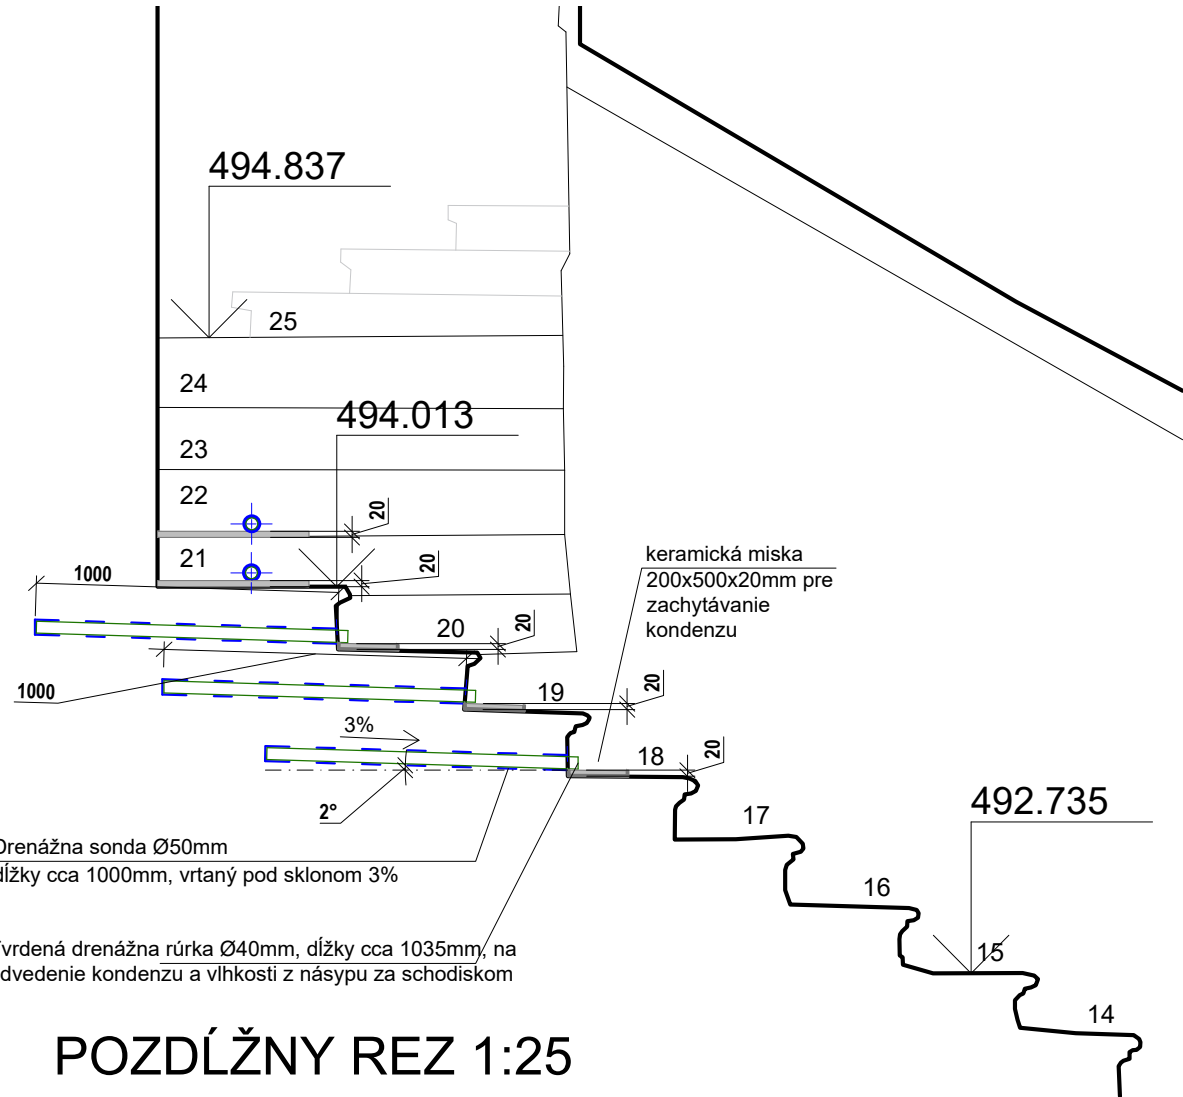 494.837
25
24
494.013
23
22
20
21
20
1000
keramická miska
200x500x20mm pre
zachytávanie
kondenzu
20
20
1000
19
20
3%
18
20
2°
17
492.735
Drenážna sonda Ø50mm
dĺžky cca 1000mm, vrtaný pod sklonom 3%
16
vrdená drenážna rúrka Ø40mm, dĺžky cca 1035mm, na
dvedenie kondenzu a vlhkosti z násypu za schodiskom
15
14
POZDĹŽNY REZ 1:25